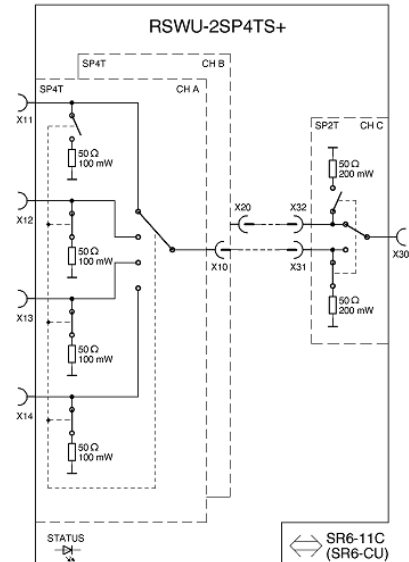 RSWU-2SP4TS+
SP4T CH B
SP4T CH A
X11
50 Ω
100 mW
X12
50 Ω
100 mW
X13
50 Ω
100 mW
X14
50 Ω
100 mW
X10
X20
X32
X31
SP2T CH C
50 Ω
200 mW
X30
50 Ω
200 mW
STATUS
SR6-11C
(SR6-CU)